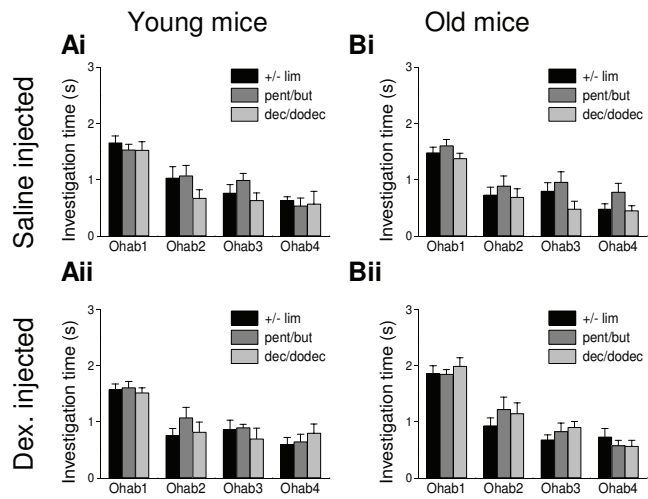 Young mice
Old mice
Saline injected
Dex. injected
Ai
Investigation time (s)
3
2
1
0
+/- lim
pent/but
dec/dodec
Ohab1 Ohab2 Ohab3 Ohab4
Bi
Investigation time (s)
3
2
1
0
+/- lim
pent/but
dec/dodec
Ohab1 Ohab2 Ohab3 Ohab4
Aii
Investigation time (s)
3
2
1
0
+/- lim
pent/but
dec/dodec
Ohab1 Ohab2 Ohab3 Ohab4
Bii
Investigation time (s)
3
2
1
0
+/- lim
pent/but
dec/dodec
Ohab1 Ohab2 Ohab3 Ohab4